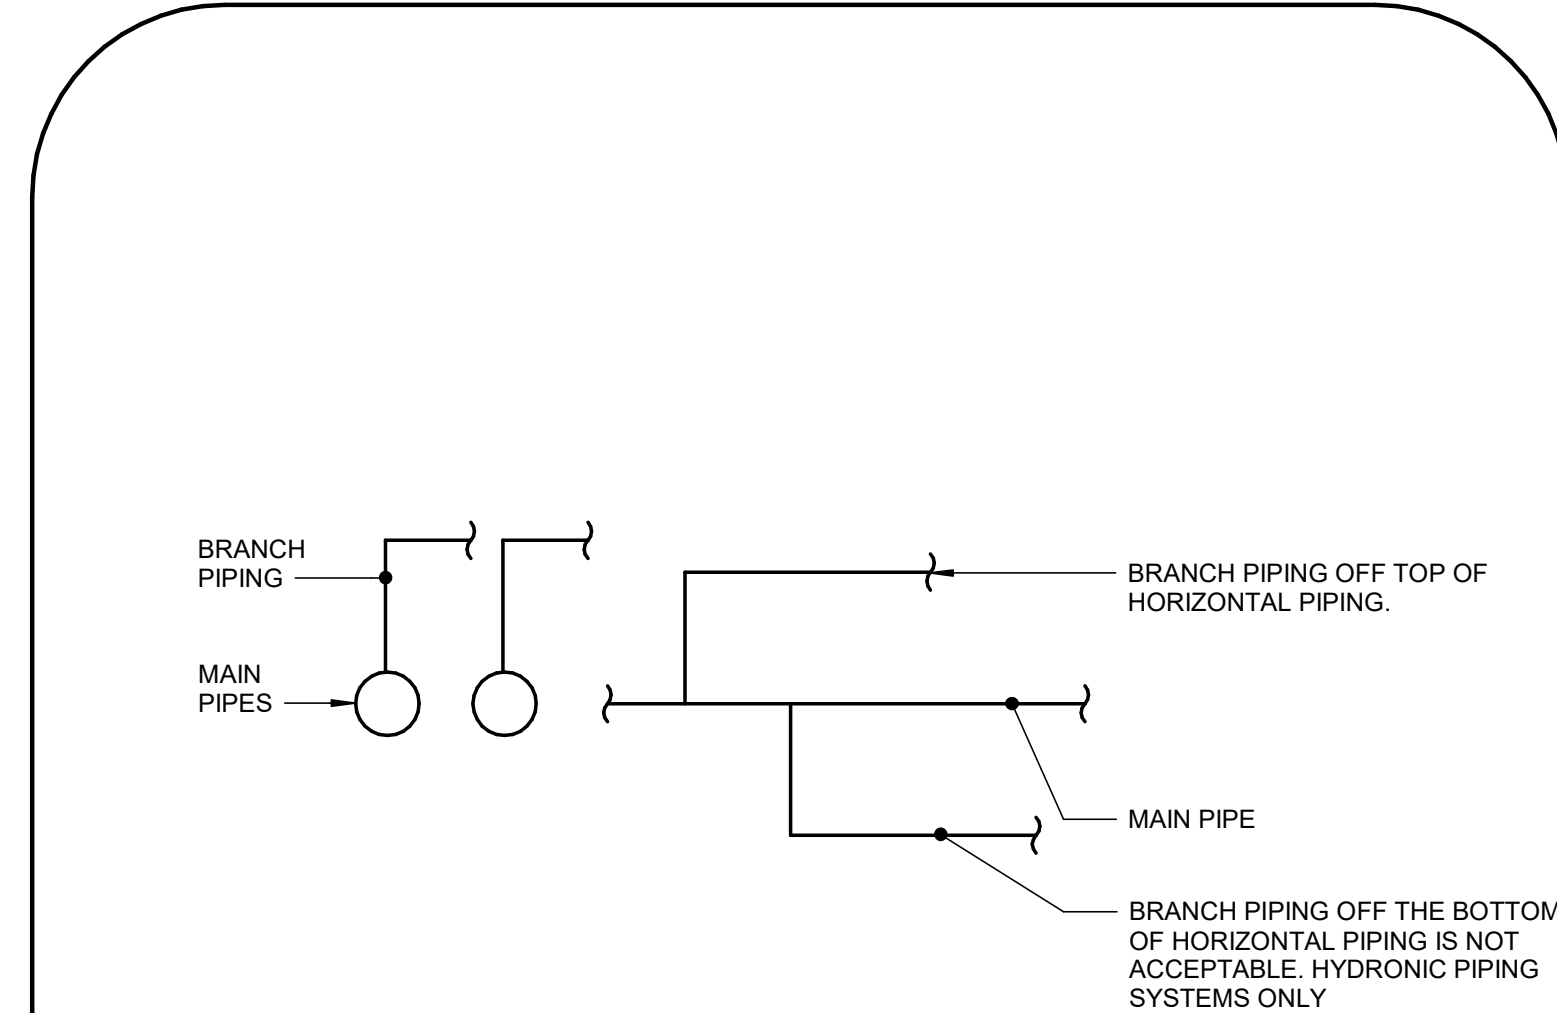 BRANCH
PIPING
MAIN
PIPES
BRANCH PIPING OFF TOP OF
HORIZONTAL PIPING.
MAIN PIPE
BRANCH PIPING OFF THE BOTTOM
OF HORIZONTAL PIPING IS NOT
ACCEPTABLE. HYDRONIC PIPING
SYSTEMS ONLY